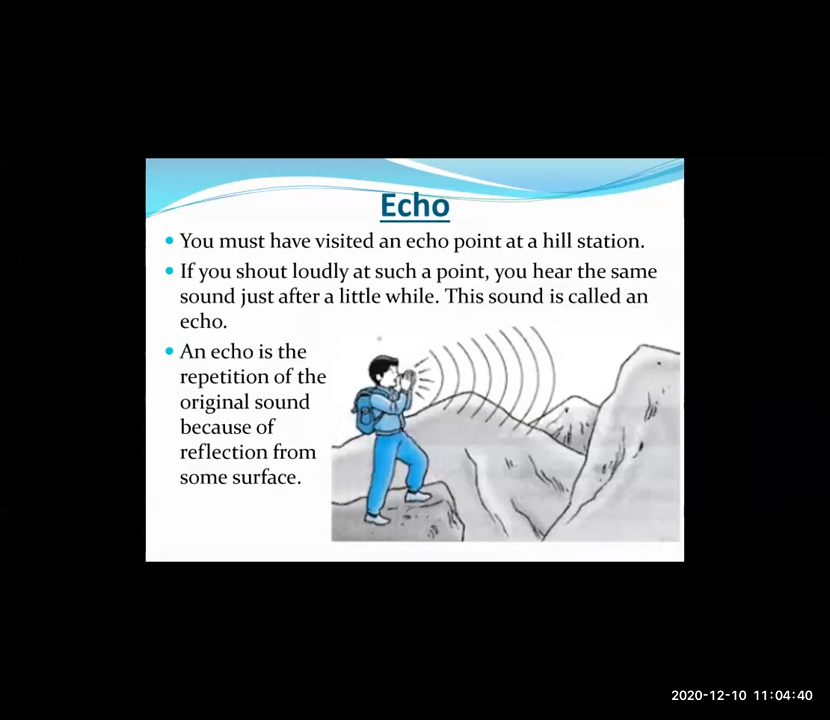 Echo
• You must have visited an echo point at a hill station.
• If you shout loudly at such a point, you hear the same
sound just after a little while. This sound is called an
echo.
• An echo is the
repetition of the
original sound
because of
reflection from
some surface.
2020-12-10 11:04:40